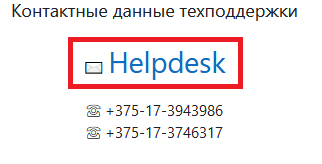 Контактные данные техподдержки
✉ Helpdesk
☏ +375-17-3943986
☏ +375-17-3746317